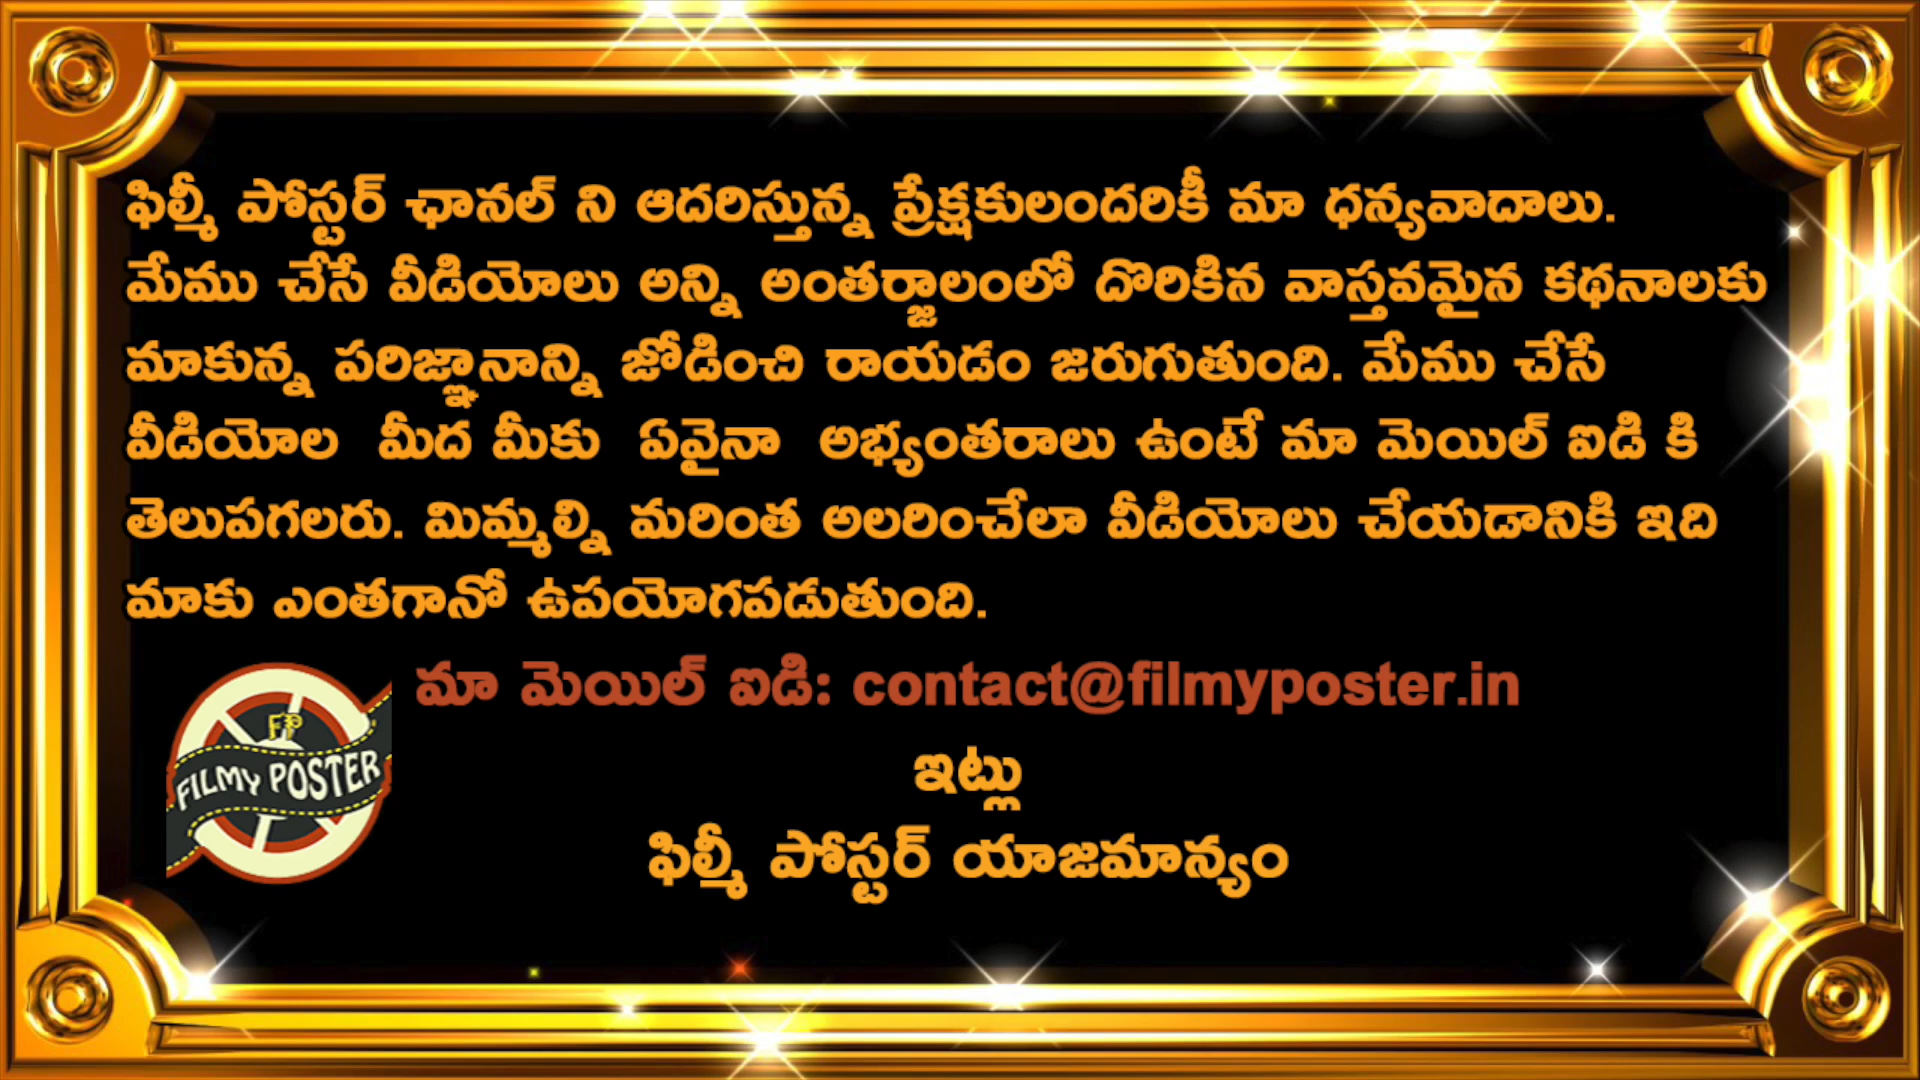 ఫిల్మీ పోస్టర్ ఛానల్ ని ఆదరిస్తున్న ప్రేక్షకులందరికీ మా ధన్యవాదాలు.
మేము చేసే వీడియోలు అన్ని అంతర్జాలంలో దొరికిన వాస్తవమైన కథనాలకు
మాకున్న పరిజ్ఞానాన్ని జోడించి రాయడం జరుగుతుంది. మేము చేసే
వీడియోల మీద మీకు ఏవైనా అభ్యంతరాలు ఉంటే మా మెయిల్ ఐడి కి
తెలుపగలరు. మిమ్మల్ని మరింత అలరించేలా వీడియోలు చేయడానికి ఇది
మాకు ఎంతగానో ఉపయోగపడుతుంది.
మా మెయిల్ ఐడి: contact@filmyposter.in
FP
FILMY POSTER
ఇట్లు
ఫిల్మీ పోస్టర్ యాజమాన్యం